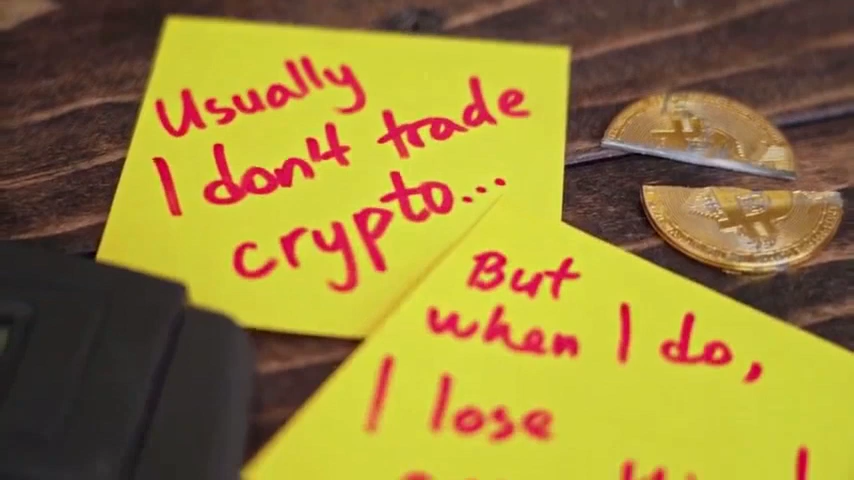 Usually
I don't trade
crypto...
But
when I do,
I lose